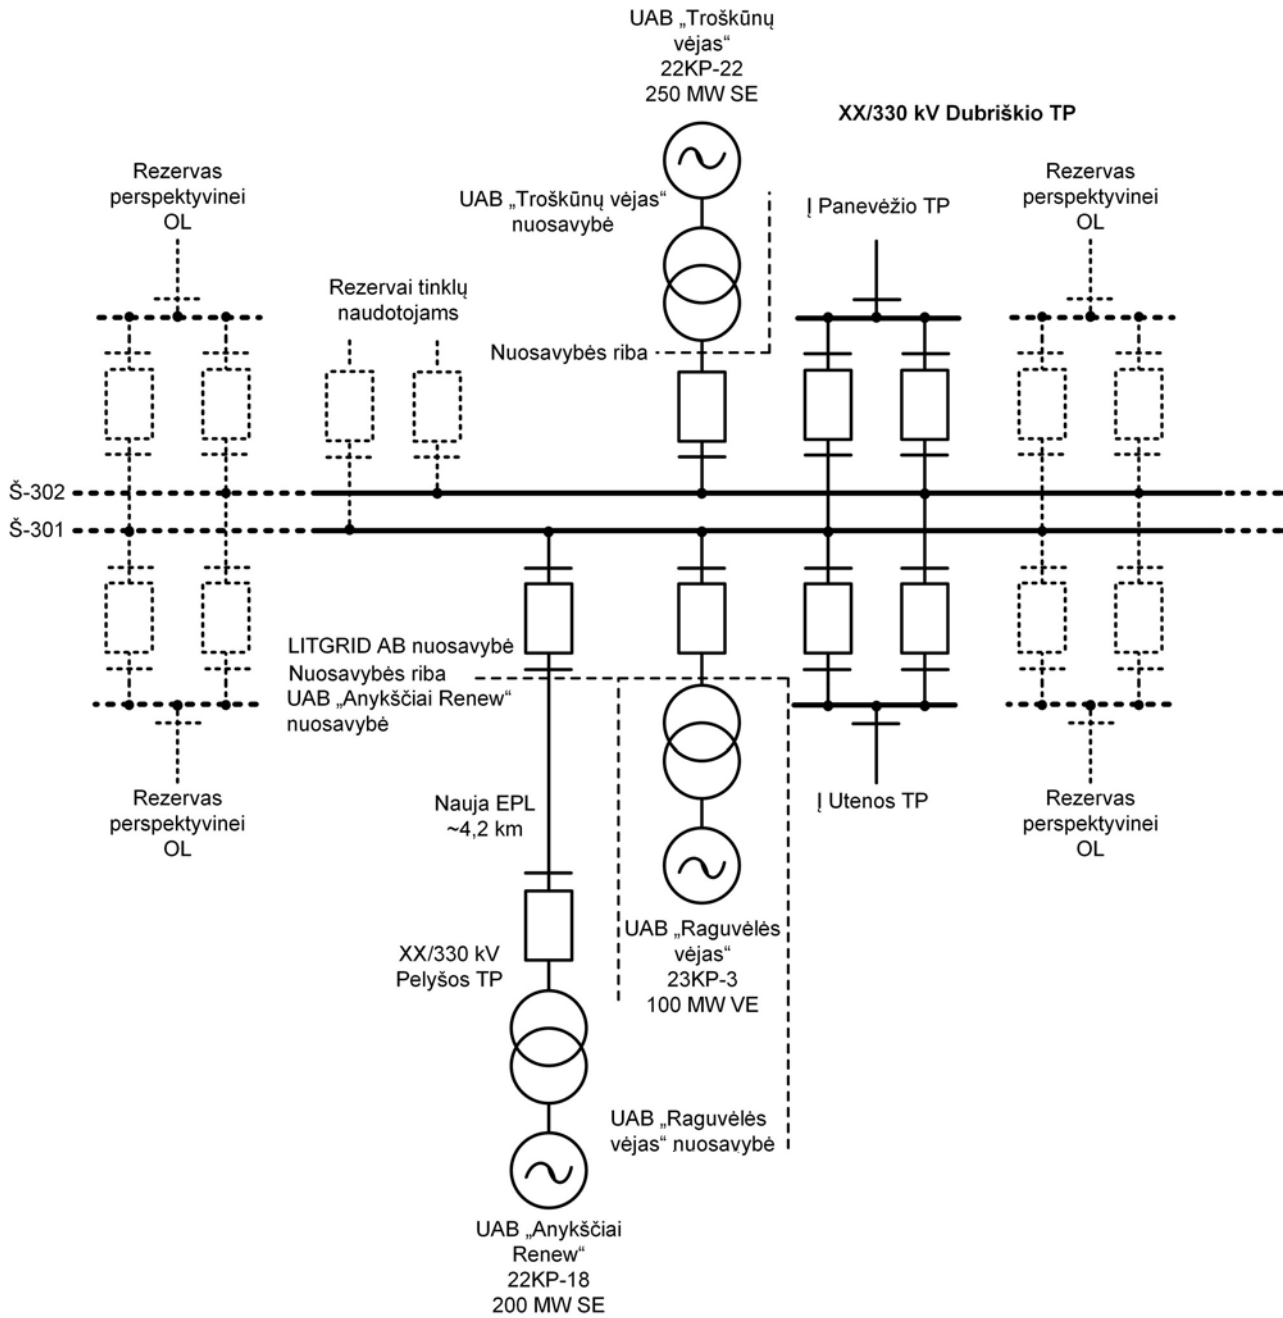 UAB „Troškūnų
vėjas“
22KP-22
250 MW SE
XX/330 kV Dubriškio TP
Rezervas
perspektyvinei
OL
UAB „Troškūnų vėjas“
nuosavybė
Į Panevėžio TP
Rezervas
perspektyvinei
OL
Rezervai tinklų
naudotojams
Nuosavybės riba
Š-302
Š-301
LITGRID AB nuosavybė
Nuosavybės riba
UAB „Anykščiai Renew“
nuosavybė
Rezervas
perspektyvinei
OL
Nauja EPL
~4,2 km
Į Utenos TP
Rezervas
perspektyvinei
OL
UAB „Raguvėlės
vėjas“
23KP-3
100 MW VE
XX/330 kV
Pelyšos TP
UAB „Raguvėlės
vėjas“ nuosavybė
UAB „Anykščiai
Renew“
22KP-18
200 MW SE